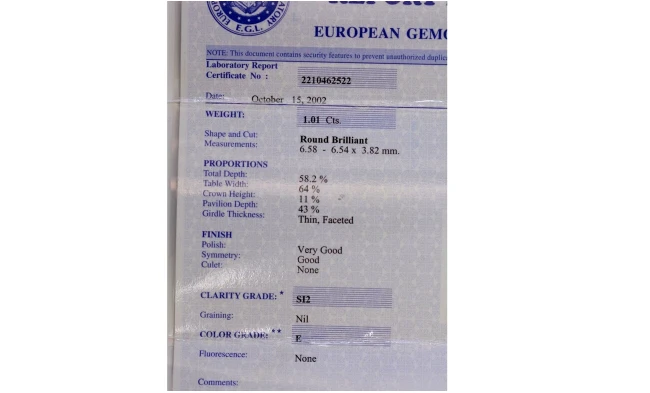 E.G.L.
EUROPEAN
NOTE: This document contains security features to prevent unauthorized
Laboratory Report
Certificate No : 2210462522
Date: October 15, 2002
WEIGHT: 1.01 Cts.
Shape and Cut: Round Brilliant
Measurements: 6.58 - 6.54 x 3.82 mm.
PROPORTIONS
Total Depth: 58.2 %
Table Width: 64 %
Crown Height: 11 %
Pavilion Depth: 43 %
Girdle Thickness: Thin, Faceted
FINISH
Polish: Very Good
Symmetry: Good
Culet: None
CLARITY GRADE: * SI2
Graining: Nil
COLOR GRADE: ** E
Fluorescence: None
Comments: